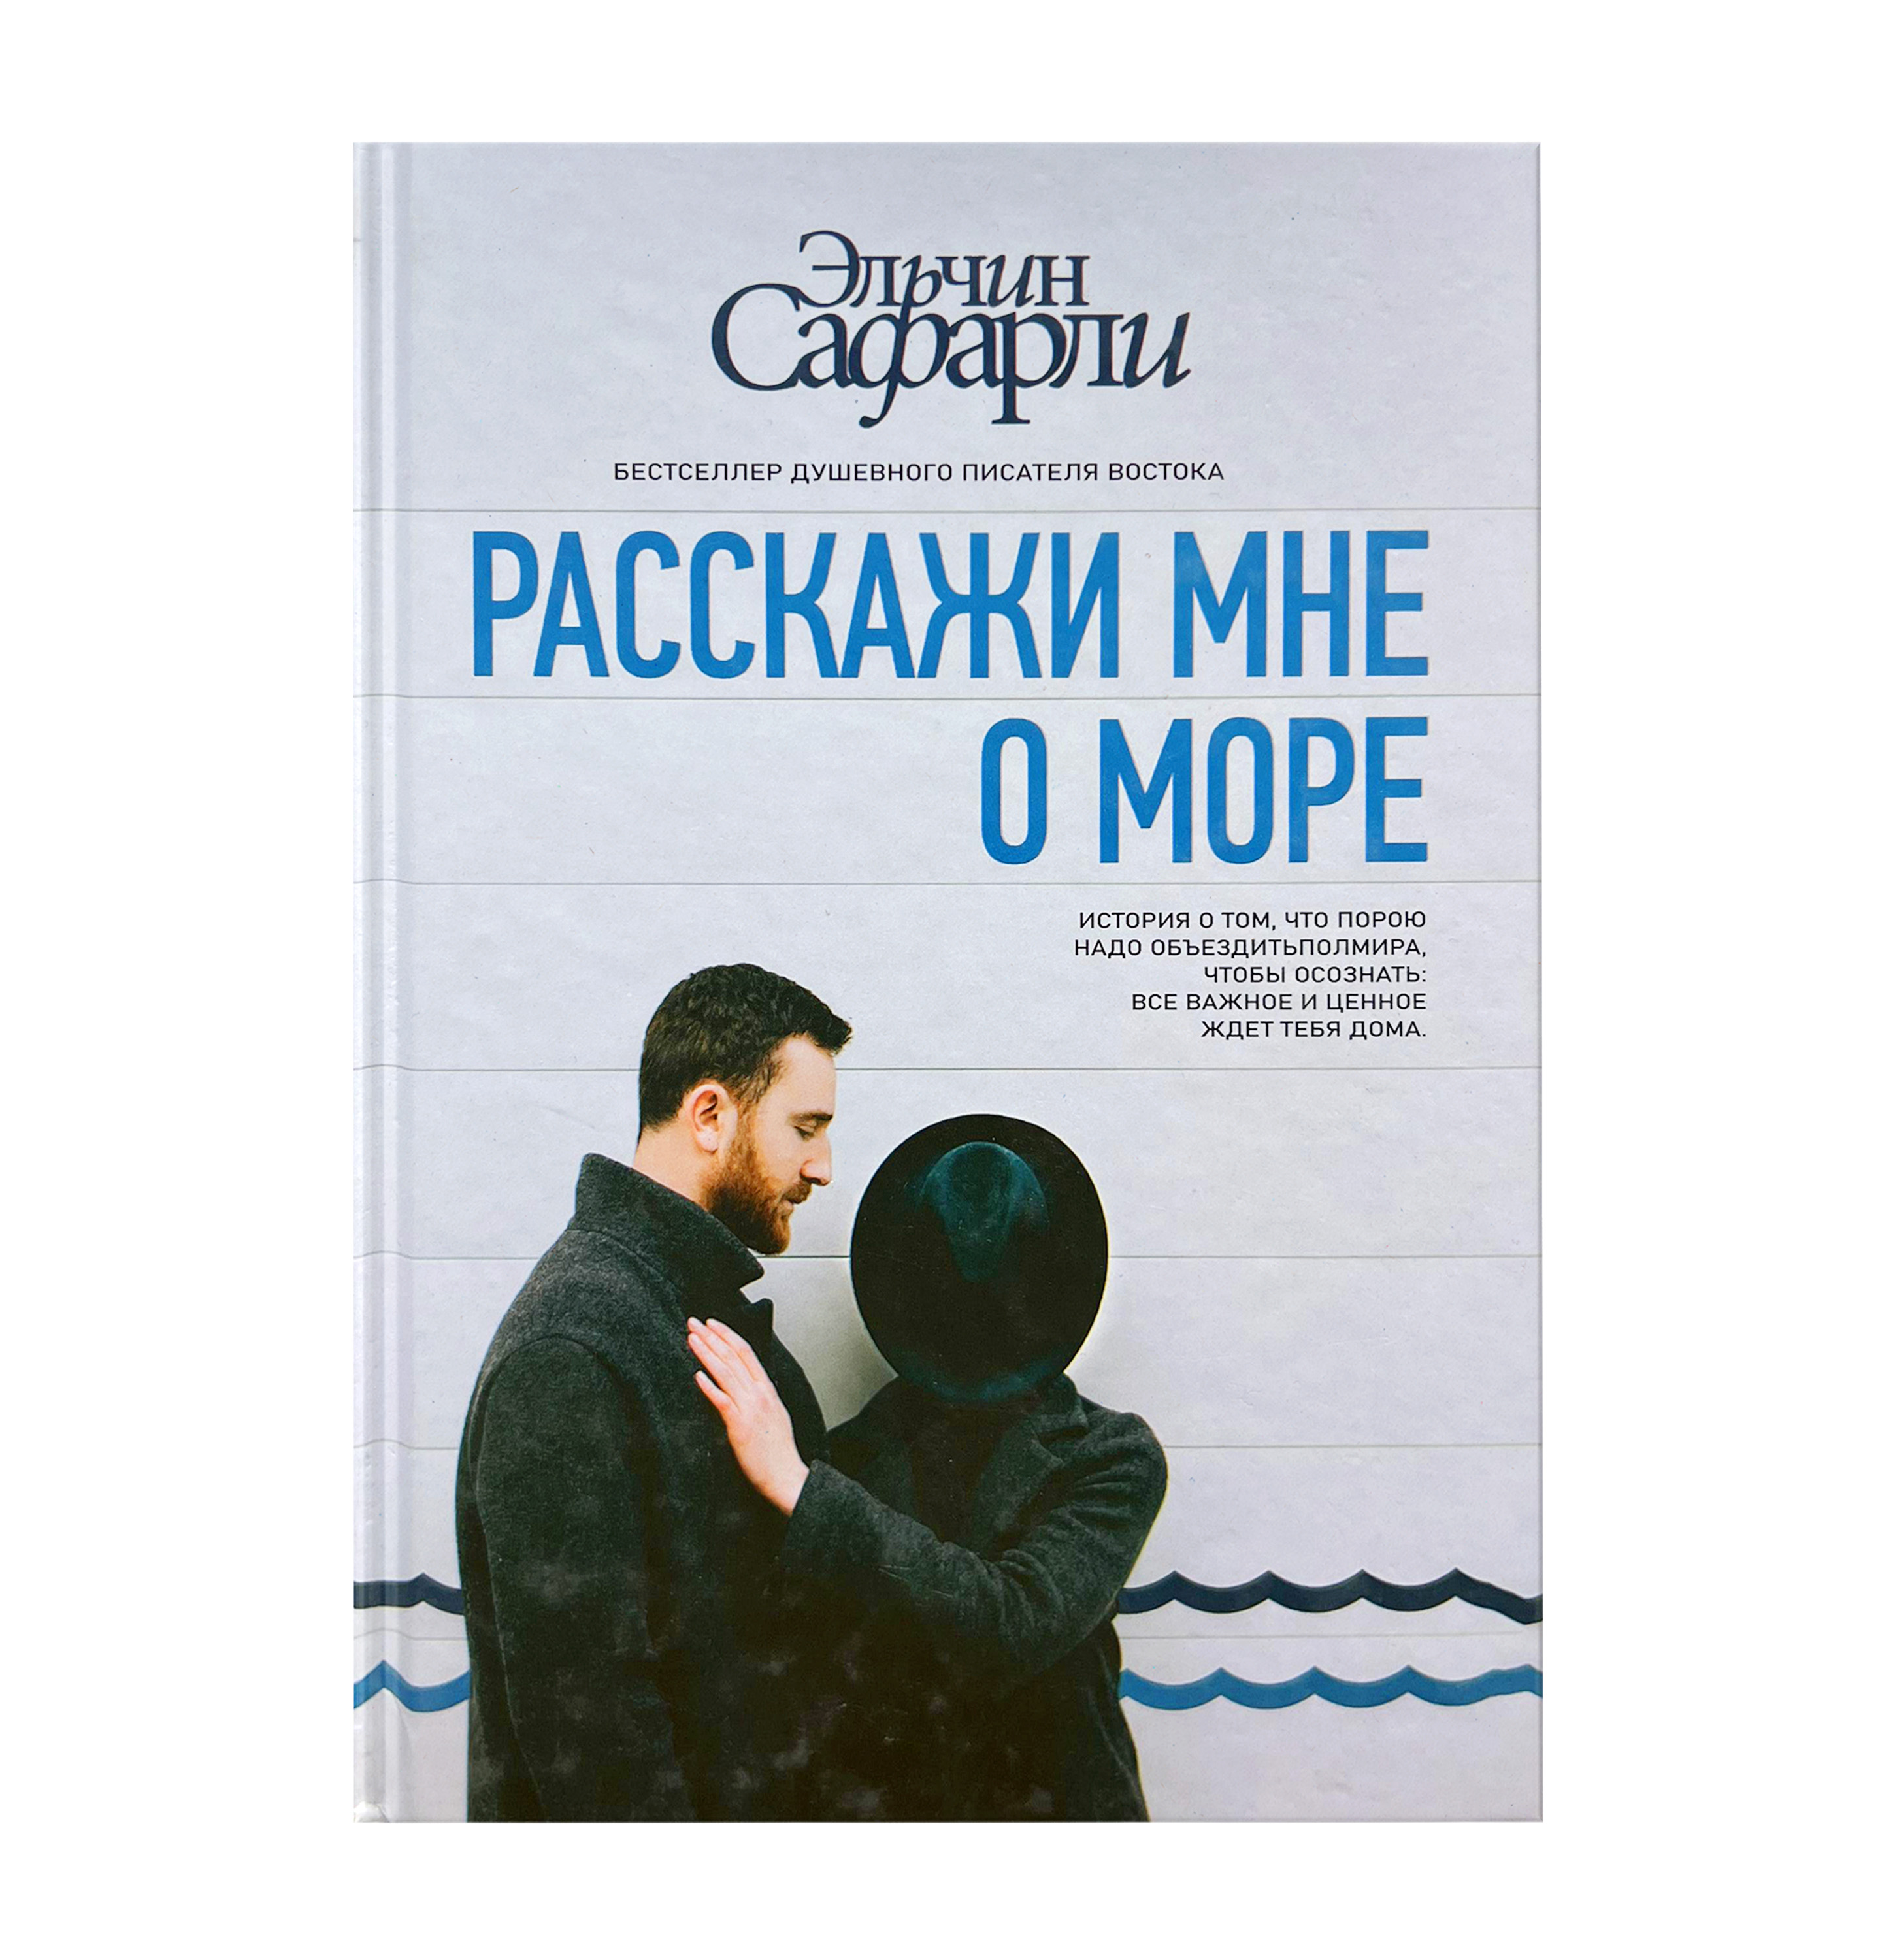 Эльчин
Сафарли
БЕСТСЕЛЛЕР ДУШЕВНОГО ПИСАТЕЛЯ ВОСТОКА
РАССКАЖИ МНЕ
О МОРЕ
ИСТОРИЯ О ТОМ, ЧТО ПОРОЮ
НАДО ОБЪЕЗДИТЬПОЛМИРА,
ЧТОБЫ ОСОЗНАТЬ:
ВСЕ ВАЖНОЕ И ЦЕННОЕ
ЖДЕТ ТЕБЯ ДОМА.